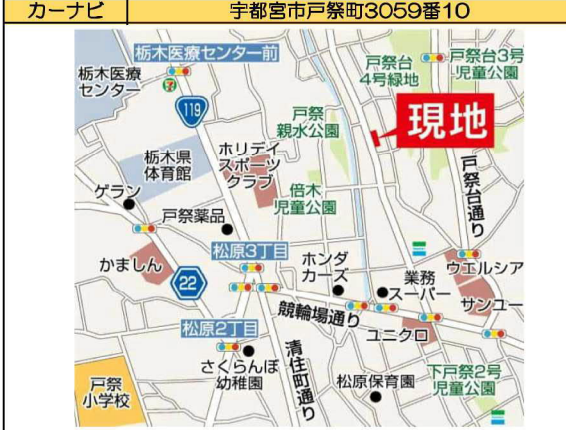 カーナビ
宇都宮市戸祭町3059番10
栃木医療センター前
栃木医療
センター
119
戸祭台
4号緑地
戸祭台3号
児童公園
現地
戸祭
親水公園
栃木県
体育館
ホリデイ
スポーツ
クラブ
倍木
児童公園
戸祭台通り
ゲラン
戸祭薬品
かましん
22
松原3丁目
ホンダ
カーズ
業務
スーパー
ウエルシア
サンユー
競輪場通り
ユニクロ
松原2丁目
さくらんぼ
幼稚園
清住町通り
松原保育園
下戸祭2号
児童公園
戸祭
小学校